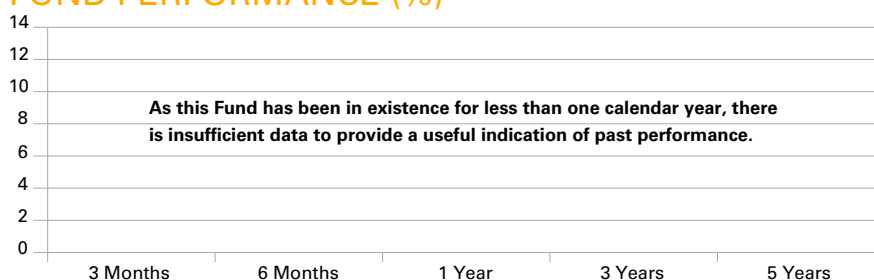 FUND PERFORMANCE (%)
14
12
10
As this Fund has been in existence for less than one calendar year, there
8
is insufficient data to provide a useful indication of past performance.
6
4
2
0
3 Months 6 Months 1 Year 3 Years 5 Years